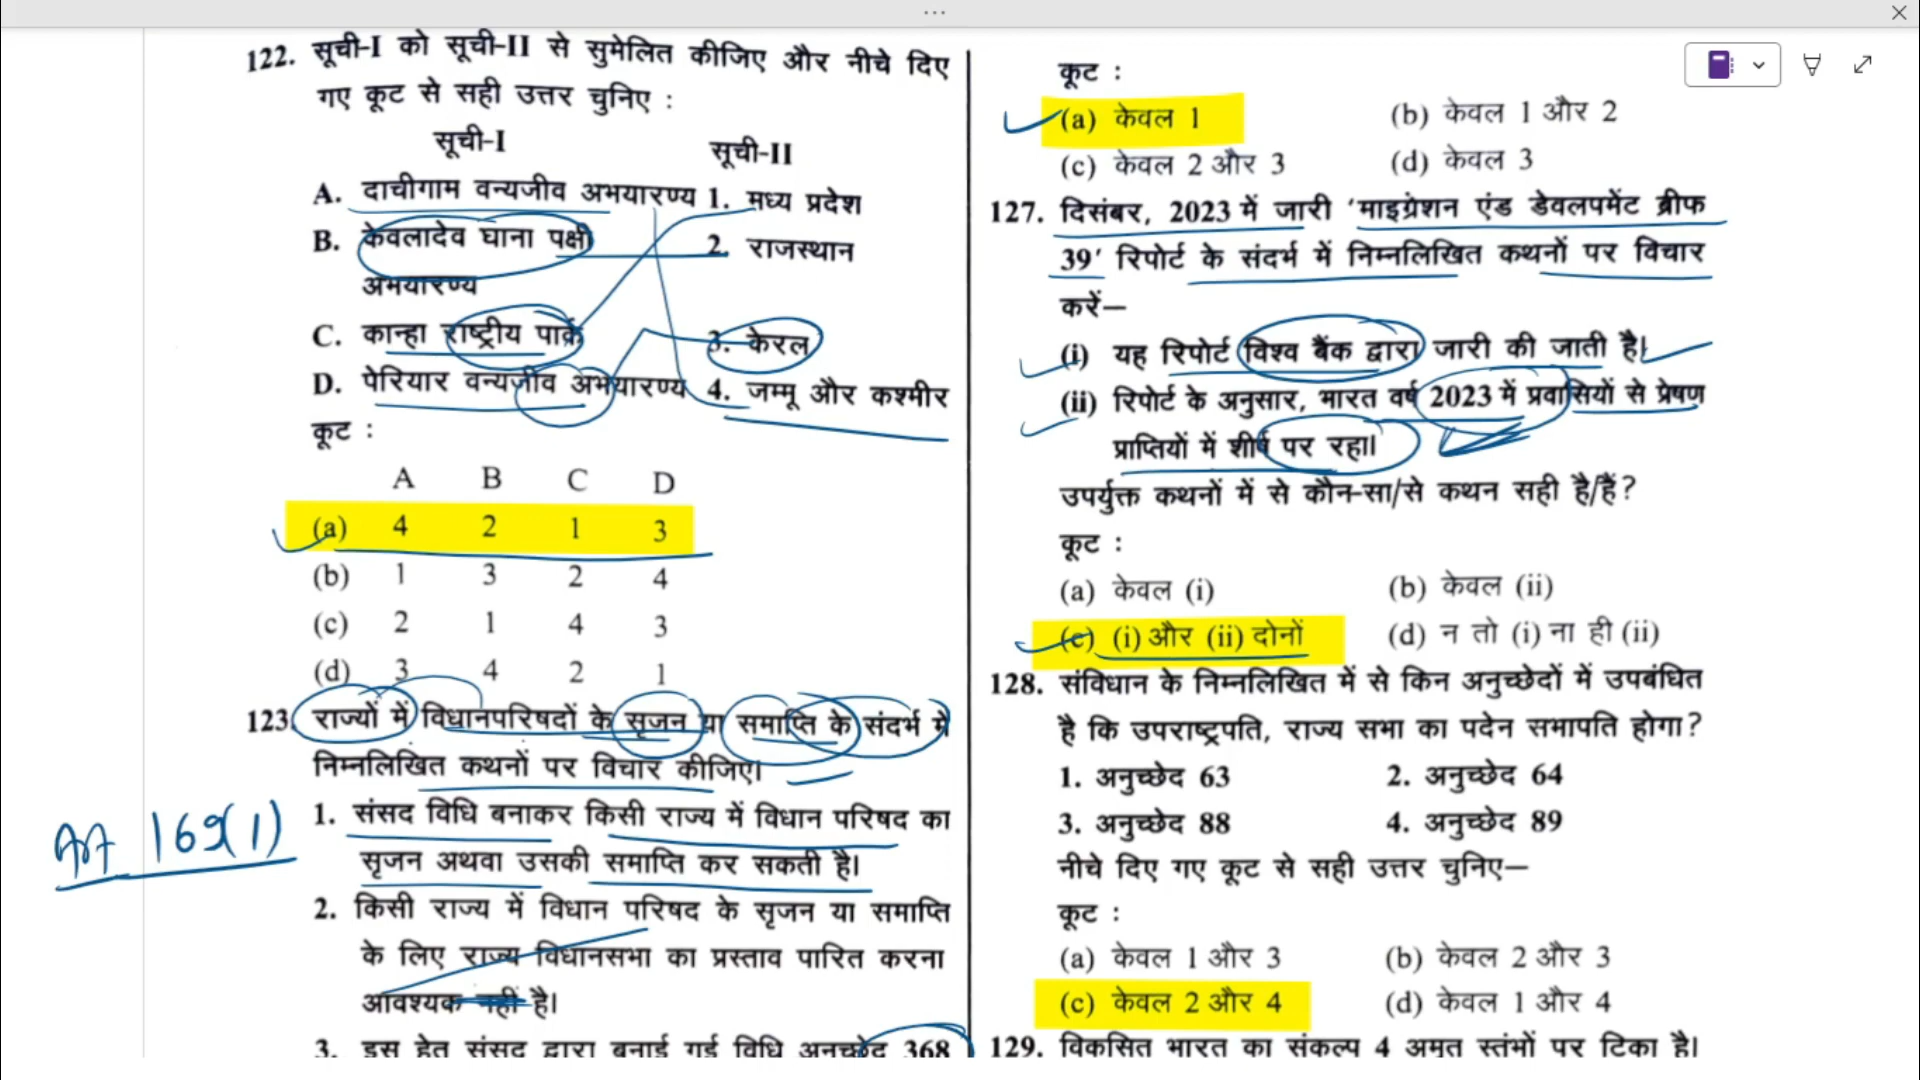 122. सूची-I को सूची-II से सुमेलित कीजिए और नीचे दिए
गए कूट से सही उत्तर चुनिए :
सूची-I सूची-II
A. दाचीगाम वन्यजीव अभयारण्य 1. मध्य प्रदेश
B. केवलादेव घाना पक्षी 2. राजस्थान
अभयारण्य
C. कान्हा राष्ट्रीय पार्क 3. केरल
D. पेरियार वन्यजीव अभयारण्य 4. जम्मू और कश्मीर
कूट :
A B C D
(a) 4 2 1 3
(b) 1 3 2 4
(c) 2 1 4 3
(d) 3 4 2 1
123. राज्यों में विधानपरिषदों के सृजन या समाप्ति के संदर्भ में
निम्नलिखित कथनों पर विचार कीजिए।
Art 169(1)
1. संसद विधि बनाकर किसी राज्य में विधान परिषद का
सृजन अथवा उसकी समाप्ति कर सकती है।
2. किसी राज्य में विधान परिषद के सृजन या समाप्ति
के लिए राज्य विधानसभा का प्रस्ताव पारित करना
आवश्यक नहीं है।
3. इस हेतु संसद द्वारा बनाई गई विधि अनुच्छेद 368
कूट :
(a) केवल 1 (b) केवल 1 और 2
(c) केवल 2 और 3 (d) केवल 3
127. दिसंबर, 2023 में जारी 'माइग्रेशन एंड डेवलपमेंट ब्रीफ
39' रिपोर्ट के संदर्भ में निम्नलिखित कथनों पर विचार
करें—
(i) यह रिपोर्ट विश्व बैंक द्वारा जारी की जाती है।
(ii) रिपोर्ट के अनुसार, भारत वर्ष 2023 में प्रवासियों से प्रेषण
प्राप्तियों में शीर्ष पर रहा।
उपर्युक्त कथनों में से कौन-सा/से कथन सही है/हैं?
कूट :
(a) केवल (i) (b) केवल (ii)
(c) (i) और (ii) दोनों (d) न तो (i) ना ही (ii)
128. संविधान के निम्नलिखित में से किन अनुच्छेदों में उपबंधित
है कि उपराष्ट्रपति, राज्य सभा का पदेन सभापति होगा?
1. अनुच्छेद 63 2. अनुच्छेद 64
3. अनुच्छेद 88 4. अनुच्छेद 89
नीचे दिए गए कूट से सही उत्तर चुनिए—
कूट :
(a) केवल 1 और 3 (b) केवल 2 और 3
(c) केवल 2 और 4 (d) केवल 1 और 4
129. विकसित भारत का संकल्प 4 अमृत स्तंभों पर टिका है।